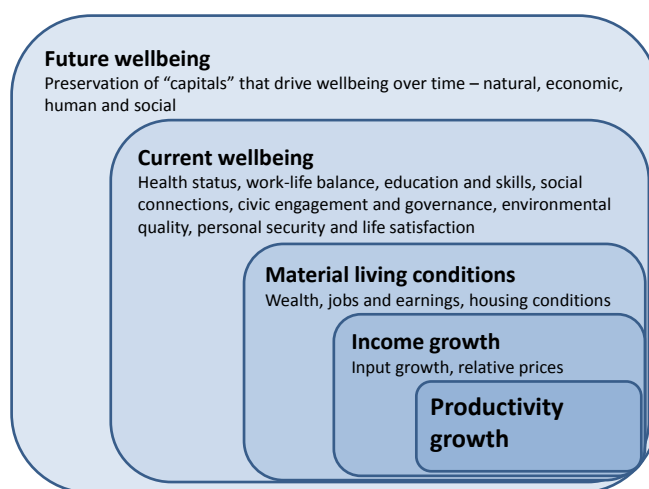 Future wellbeing
Preservation of “capitals” that drive wellbeing over time – natural, economic,
human and social
Current wellbeing
Health status, work-life balance, education and skills, social
connections, civic engagement and governance, environmental
quality, personal security and life satisfaction
Material living conditions
Wealth, jobs and earnings, housing conditions
Income growth
Input growth, relative prices
Productivity
growth